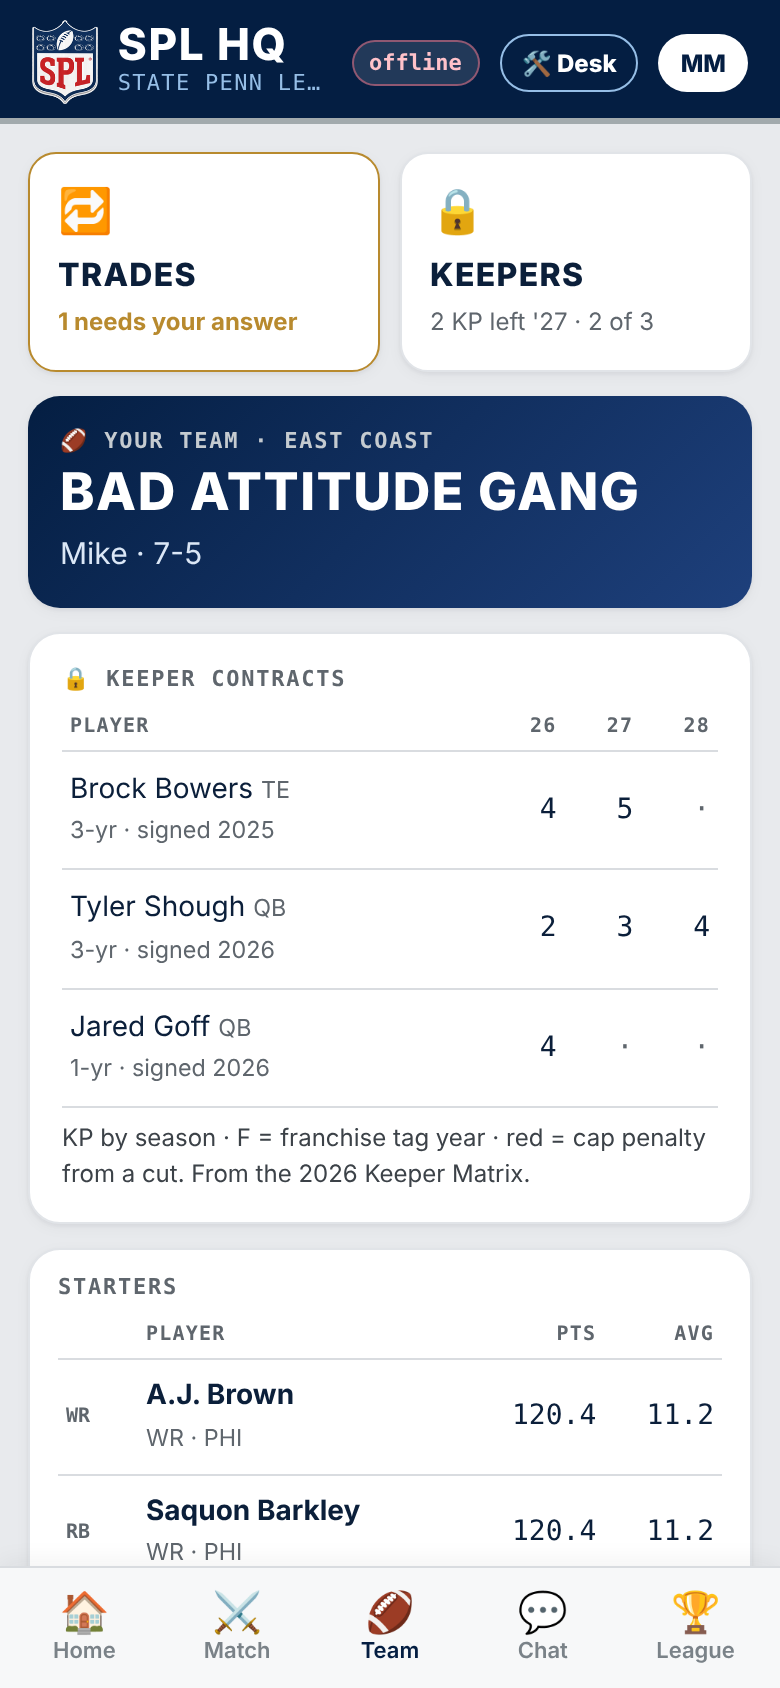 SPL
SPL HQ
STATE PENN LE…
offline
Desk
MM
TRADES
1 needs your answer
KEEPERS
2 KP left '27 · 2 of 3
YOUR TEAM · EAST COAST
BAD ATTITUDE GANG
Mike · 7-5
KEEPER CONTRACTS
PLAYER 26 27 28
Brock Bowers TE 4 5 ·
3-yr · signed 2025
Tyler Shough QB 2 3 4
3-yr · signed 2026
Jared Goff QB 4 · ·
1-yr · signed 2026
KP by season · F = franchise tag year · red = cap penalty
from a cut. From the 2026 Keeper Matrix.
STARTERS
PLAYER PTS AVG
WR A.J. Brown 120.4 11.2
WR · PHI
RB Saquon Barkley 120.4 11.2
WR · PHI
Home Match Team Chat League